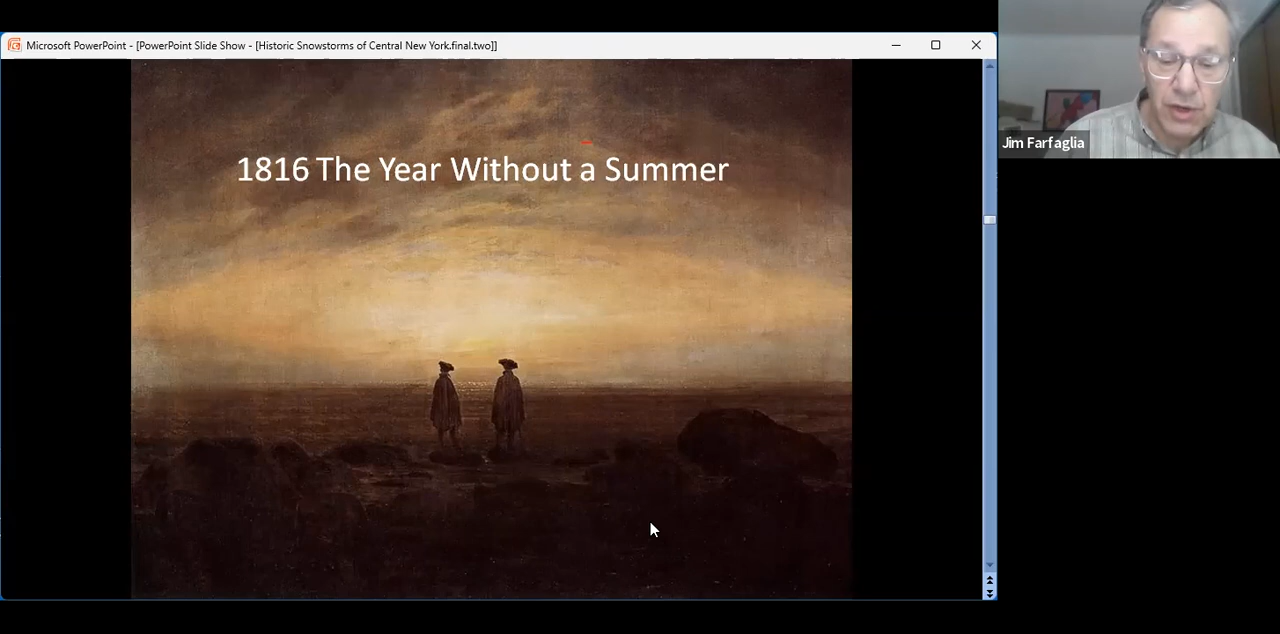 Microsoft PowerPoint - [PowerPoint Slide Show - [Historic Snowstorms of Central New York.final.two]]
1816 The Year Without a Summer
Jim Farfaglia